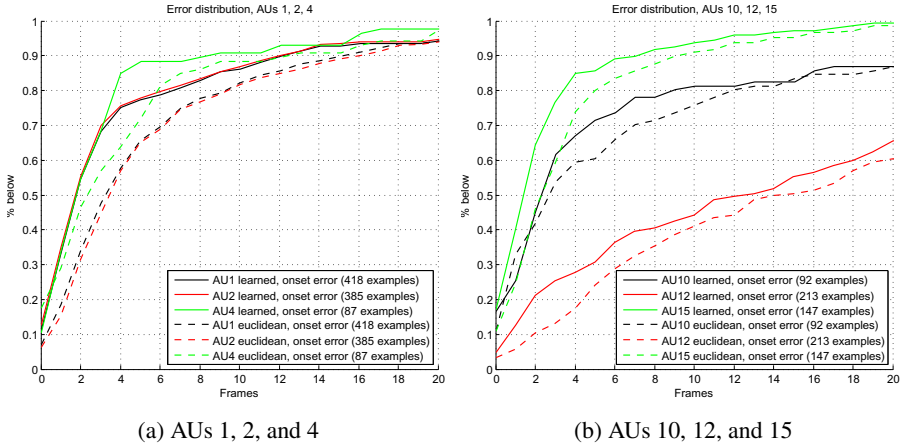 Error distribution, AUs 1, 2, 4
1
0.9
0.8
0.7
0.6
0.5
0.4
0.3
0.2
0.1
0
% below
0 2 4 6 8 10 12 14 16 18 20
Frames
AU1 learned, onset error (418 examples)
AU2 learned, onset error (385 examples)
AU4 learned, onset error (87 examples)
AU1 euclidean, onset error (418 examples)
AU2 euclidean, onset error (385 examples)
AU4 euclidean, onset error (87 examples)
(a) AUs 1, 2, and 4
Error distribution, AUs 10, 12, 15
1
0.9
0.8
0.7
0.6
0.5
0.4
0.3
0.2
0.1
0
% below
0 2 4 6 8 10 12 14 16 18 20
Frames
AU10 learned, onset error (92 examples)
AU12 learned, onset error (213 examples)
AU15 learned, onset error (147 examples)
AU10 euclidean, onset error (92 examples)
AU12 euclidean, onset error (213 examples)
AU15 euclidean, onset error (147 examples)
(b) AUs 10, 12, and 15